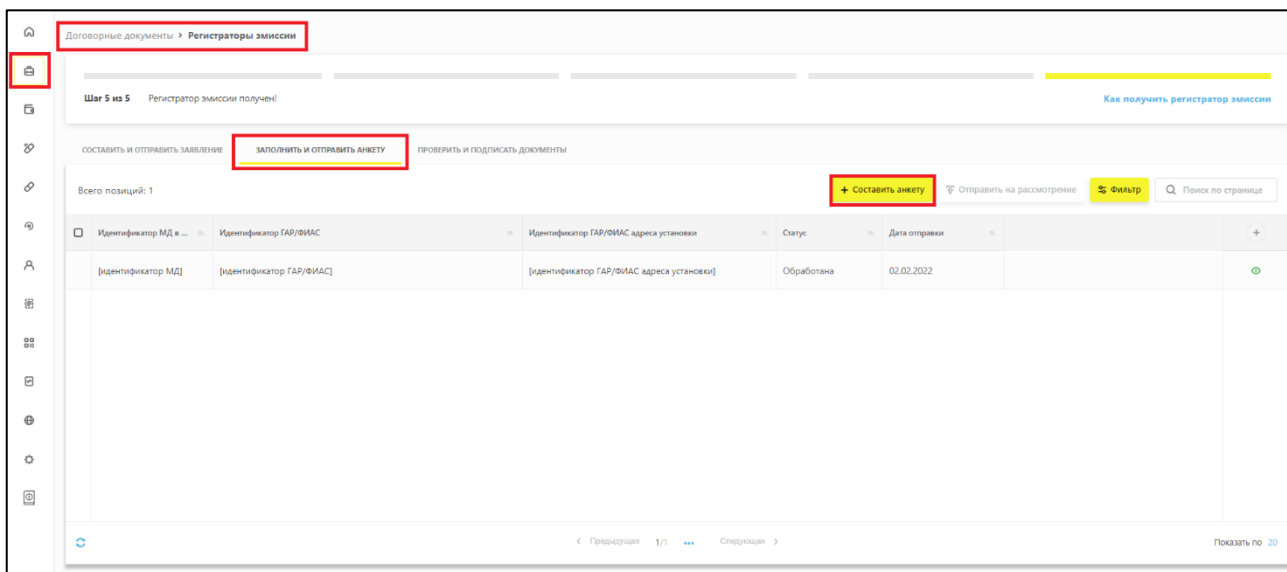 Договорные документы > Регистраторы эмиссии
Шаг 5 из 5 Регистратор эмиссии получен!
Как получить регистратор эмиссии
СОСТАВИТЬ И ОТПРАВИТЬ ЗАЯВЛЕНИЕ ЗАПОЛНИТЬ И ОТПРАВИТЬ АНКЕТУ ПРОВЕРИТЬ И ПОДПИСАТЬ ДОКУМЕНТЫ
Всего позиций: 1 + Составить анкету Отправить на рассмотрение Фильтр Поиск по странице
Идентификатор МД в ... Идентификатор ГАР/ФИАС Идентификатор ГАР/ФИАС адреса установки Статус Дата отправки
[идентификатор МД] [идентификатор ГАР/ФИАС] [идентификатор ГАР/ФИАС адреса установки] Обработана 02.02.2022
< Предыдущая 1/1 ... Следующая > Показать по 20